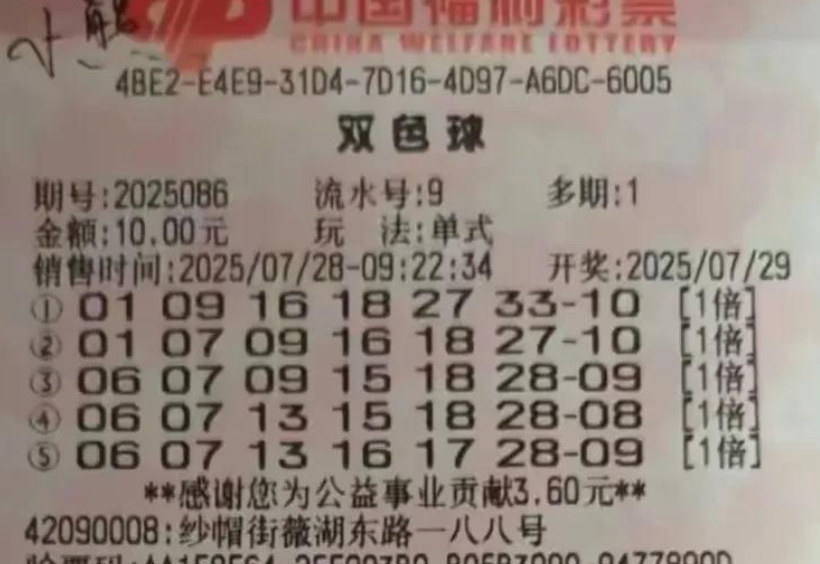 小熊
中国福利彩票
CHINA WELFARE LOTTERY
4BE2-E4E9-31D4-7D16-4D97-A6DC-6005
双色球
期号:2025086 流水号:9 多期:1
金额:10.00元 玩 法:单式
销售时间:2025/07/28-09:22:34 开奖:2025/07/29
① 01 09 16 18 27 33-10 [1倍]
② 01 07 09 16 18 27-10 [1倍]
③ 06 07 09 15 18 28-09 [1倍]
④ 06 07 13 15 18 28-08 [1倍]
⑤ 06 07 13 16 17 28-09 [1倍]
**感谢您为公益事业贡献3.60元**
42090008:纱帽街薇湖东路一八八号
验票码: